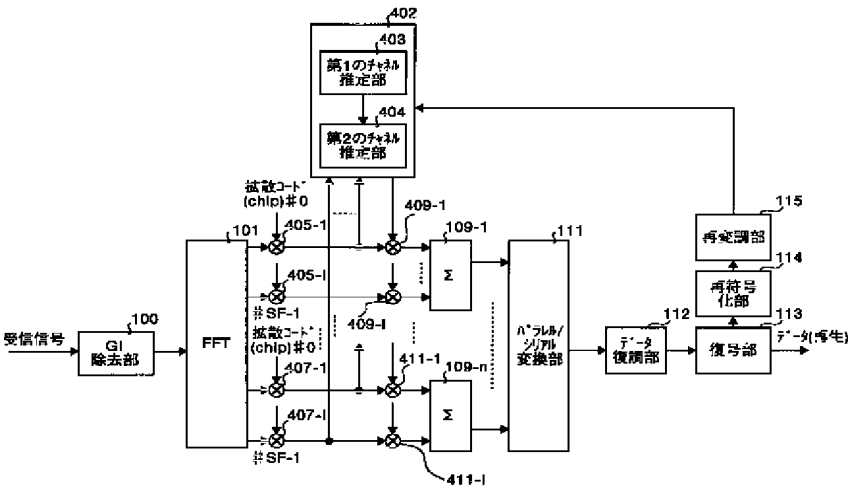 402
403
第1のチャネル
推定部
404
第2のチャネル
推定部
拡散コード
(chip)#0
101
405-1
409-1
109-1
Σ
111
115
再変調部
405-l
#SF-1
409-l
114
再符号
化部
受信信号
100
GI
除去部
FFT
拡散コード
(chip)#0
パラレル/
シリアル
変換部
112
データ
復調部
113
復号部
データ(再生)
407-1
411-1
109-n
Σ
407-l
#SF-1
411-l